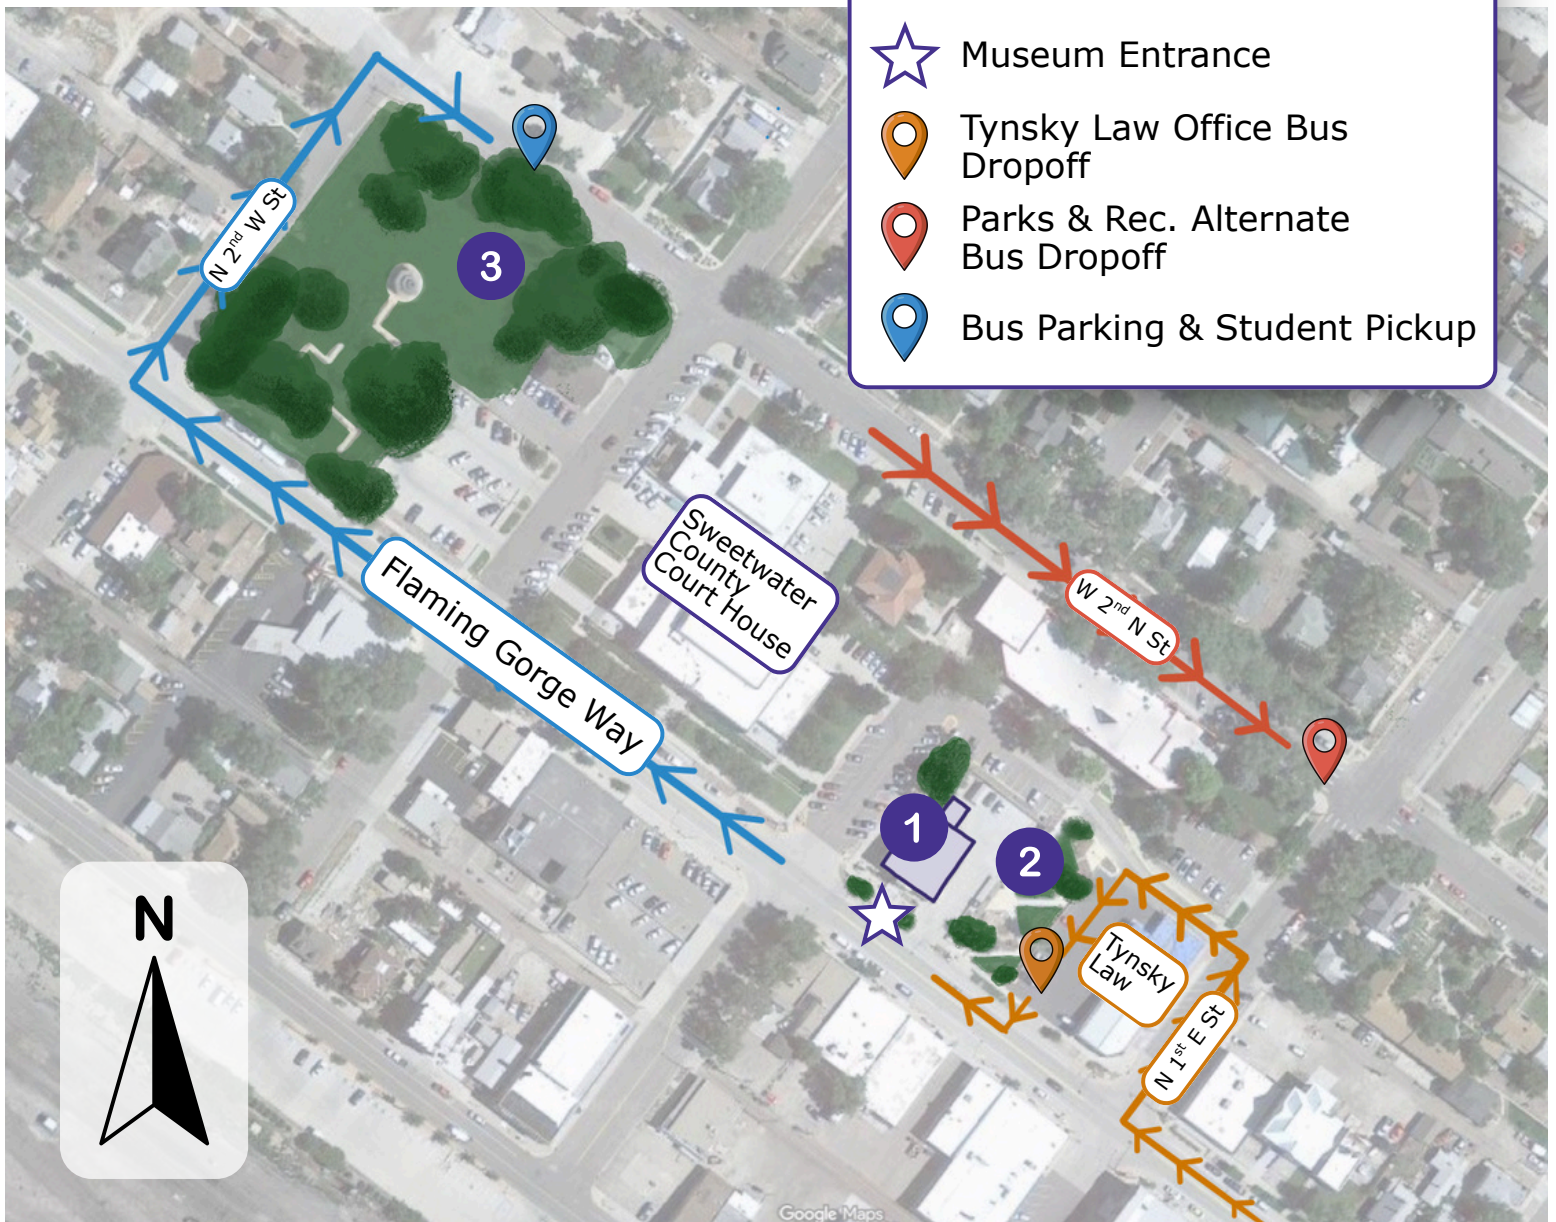 Museum Entrance
Tynsky Law Office Bus
Dropoff
Parks & Rec. Alternate
Bus Dropoff
Bus Parking & Student Pickup
N 2nd W St
3
Sweetwater
County
Court House
W 2nd N St
Flaming Gorge Way
1
2
Tynsky
Law
N 1st E St
N
Google Maps